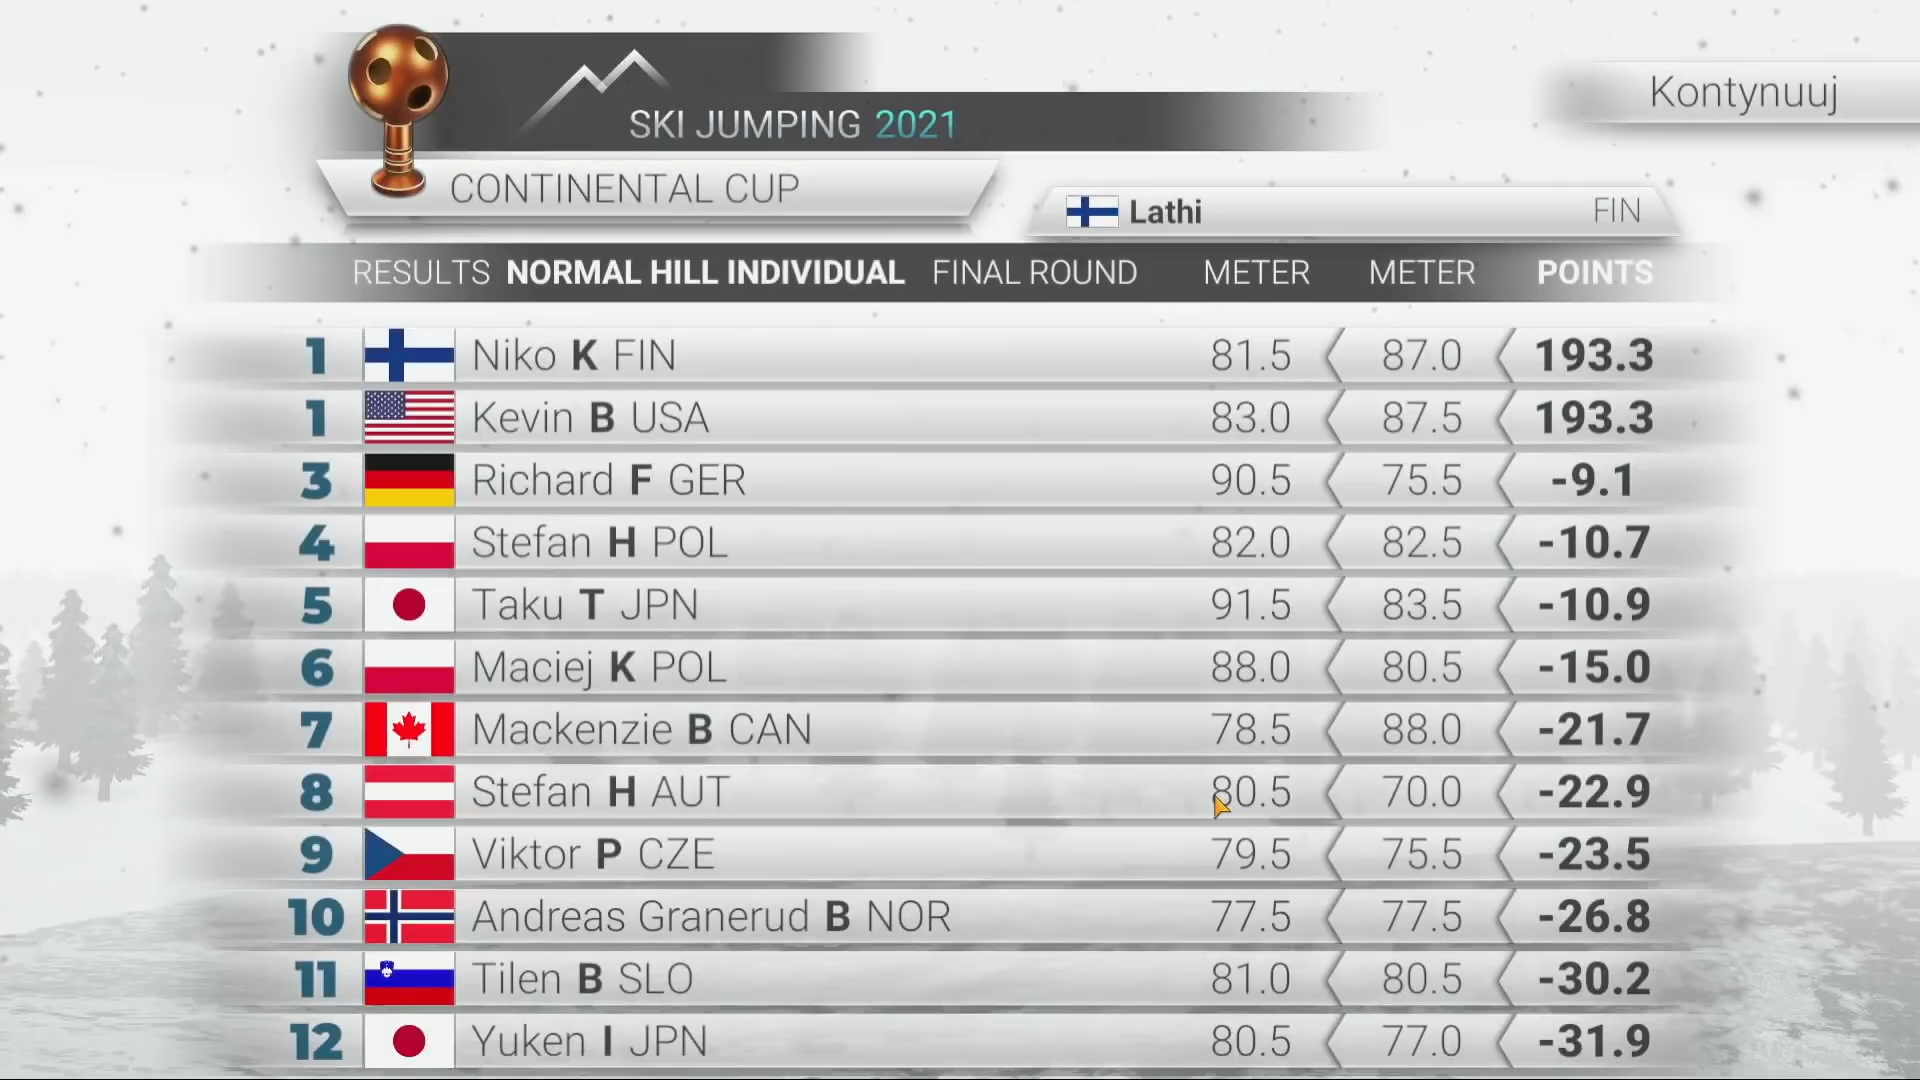 SKI JUMPING 2021
Kontynuuj
CONTINENTAL CUP
Lathi FIN
RESULTS NORMAL HILL INDIVIDUAL FINAL ROUND METER METER POINTS
1 Niko K FIN 81.5 87.0 193.3
1 Kevin B USA 83.0 87.5 193.3
3 Richard F GER 90.5 75.5 -9.1
4 Stefan H POL 82.0 82.5 -10.7
5 Taku T JPN 91.5 83.5 -10.9
6 Maciej K POL 88.0 80.5 -15.0
7 Mackenzie B CAN 78.5 88.0 -21.7
8 Stefan H AUT 80.5 70.0 -22.9
9 Viktor P CZE 79.5 75.5 -23.5
10 Andreas Granerud B NOR 77.5 77.5 -26.8
11 Tilen B SLO 81.0 80.5 -30.2
12 Yuken I JPN 80.5 77.0 -31.9